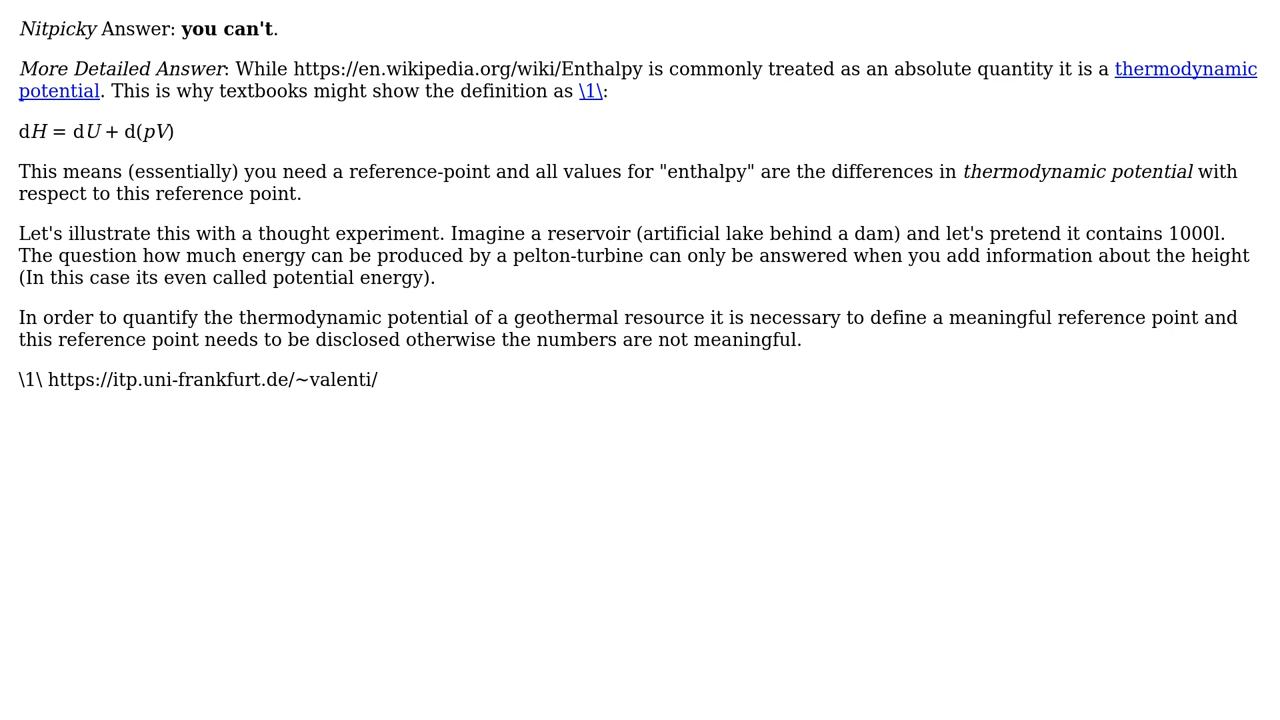 Nitpicky Answer: you can't.
More Detailed Answer: While https://en.wikipedia.org/wiki/Enthalpy is commonly treated as an absolute quantity it is a thermodynamic
potential. This is why textbooks might show the definition as \1\:
dH = dU + d(pV)
This means (essentially) you need a reference-point and all values for "enthalpy" are the differences in thermodynamic potential with
respect to this reference point.
Let's illustrate this with a thought experiment. Imagine a reservoir (artificial lake behind a dam) and let's pretend it contains 1000l.
The question how much energy can be produced by a pelton-turbine can only be answered when you add information about the height
(In this case its even called potential energy).
In order to quantify the thermodynamic potential of a geothermal resource it is necessary to define a meaningful reference point and
this reference point needs to be disclosed otherwise the numbers are not meaningful.
\1\ https://itp.uni-frankfurt.de/~valenti/